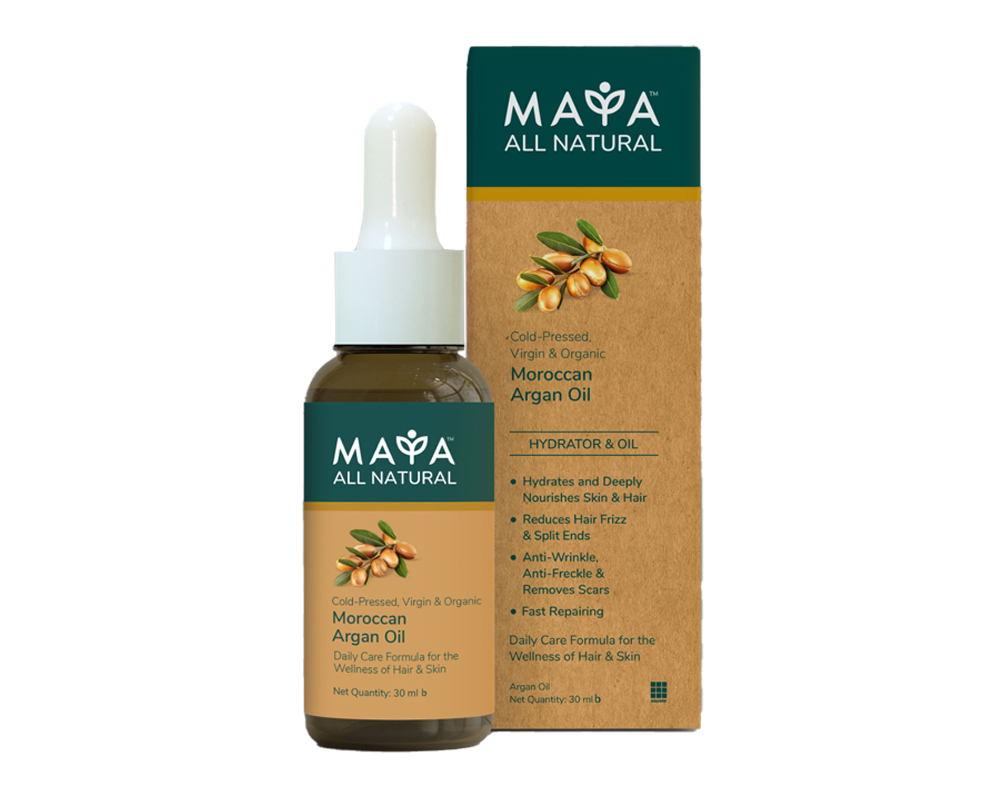 MAYA™
ALL NATURAL
Cold-Pressed, Virgin & Organic
Moroccan
Argan Oil
Daily Care Formula for the
Wellness of Hair & Skin
Net Quantity: 30 ml b
MAYA™
ALL NATURAL
Cold-Pressed,
Virgin & Organic
Moroccan
Argan Oil
HYDRATOR & OIL
• Hydrates and Deeply
Nourishes Skin & Hair
• Reduces Hair Frizz
& Split Ends
• Anti-Wrinkle,
Anti-Freckle &
Removes Scars
• Fast Repairing
Daily Care Formula for the
Wellness of Hair & Skin
Argan Oil
Net Quantity: 30 ml b